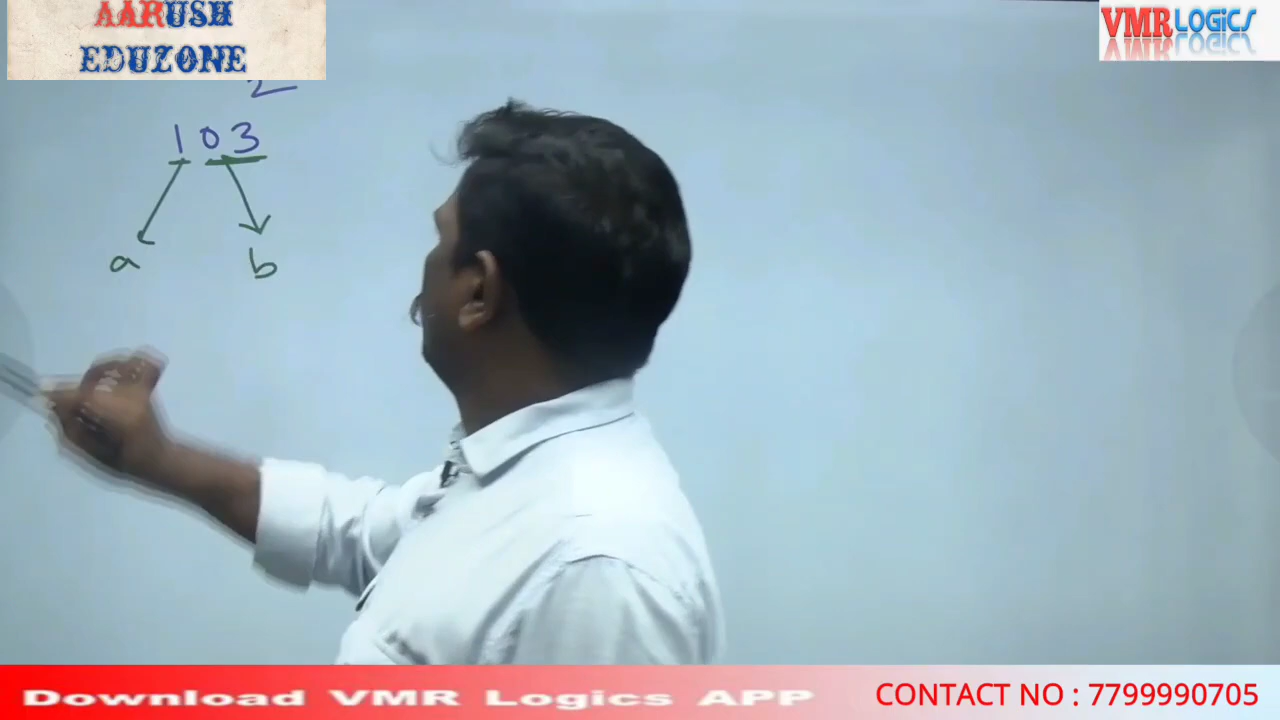 AARUSH
EDUZONE
VMR LOGICS
2
103
a b
Download VMR Logics APP
CONTACT NO : 7799990705